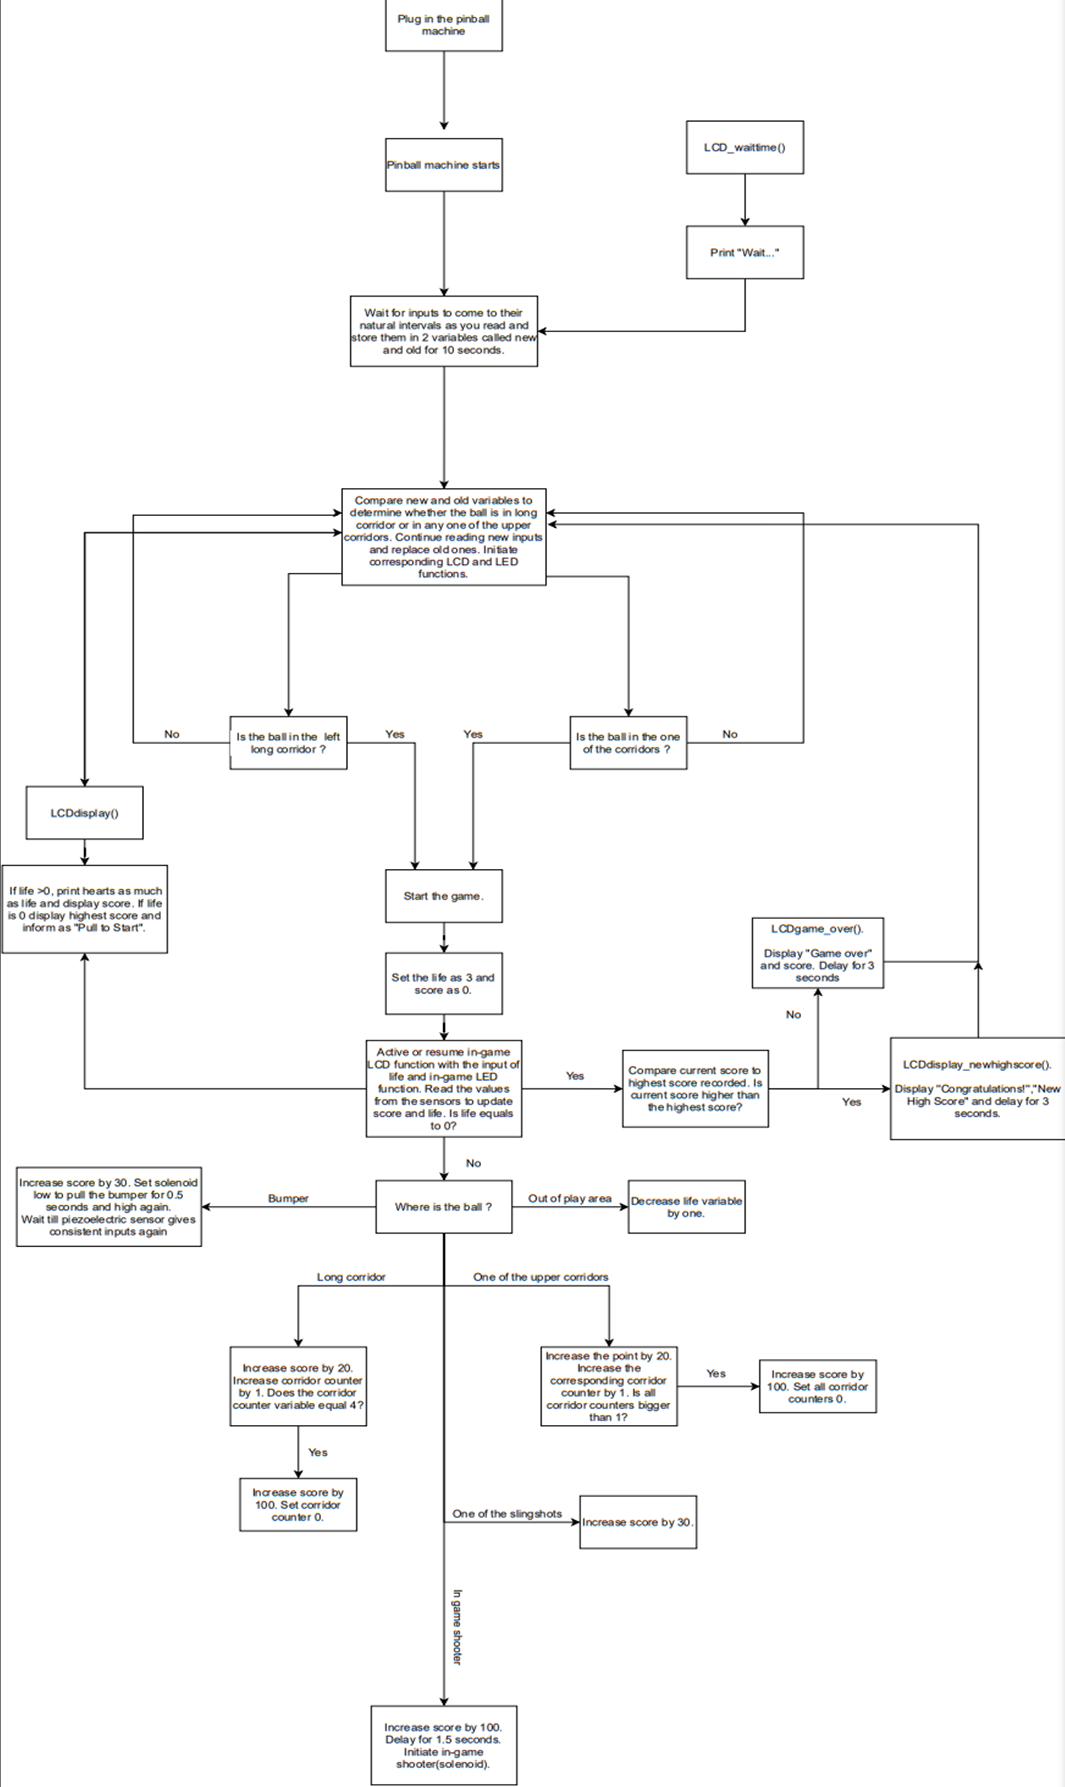 Plug in the pinball
machine
Pinball machine starts
LCD_waittime()
Print "Wait..."
Wait for inputs to come to their
natural intervals as you read and
store them in 2 variables called new
and old for 10 seconds.
Compare new and old variables to
determine whether the ball is in long
corridor or in any one of the upper
corridors. Continue reading new inputs
and replace old ones. Initiate
corresponding LCD and LED
functions.
No
Is the ball in the left
long corridor ?
Yes
Yes
Is the ball in the one
of the corridors ?
No
LCDdisplay()
If life >0, print hearts as much
as life and display score. If life
is 0 display highest score and
inform as "Pull to Start".
Start the game.
Set the life as 3 and
score as 0.
LCDgame_over().
Display "Game over"
and score. Delay for 3
seconds
No
Active or resume in-game
LCD function with the input of
life and in-game LED
function. Read the values
from the sensors to update
score and life. Is life equals
to 0?
Yes
Compare current score to
highest score recorded. Is
current score higher than
the highest score?
Yes
LCDdisplay_newhighscore().
Display "Congratulations!","New
High Score" and delay for 3
seconds.
No
Increase score by 30. Set solenoid
low to pull the bumper for 0.5
seconds and high again.
Wait till piezoelectric sensor gives
consistent inputs again
Bumper
Where is the ball ?
Out of play area
Decrease life variable
by one.
Long corridor
One of the upper corridors
Increase score by 20.
Increase corridor counter
by 1. Does the corridor
counter variable equal 4?
Increase the point by 20.
Increase the
corresponding corridor
counter by 1. Is all
corridor counters bigger
than 1?
Yes
Increase score by
100. Set all corridor
counters 0.
Yes
Increase score by
100. Set corridor
counter 0.
One of the slingshots
Increase score by 30.
In game shooter
Increase score by 100.
Delay for 1.5 seconds.
Initiate in-game
shooter(solenoid).